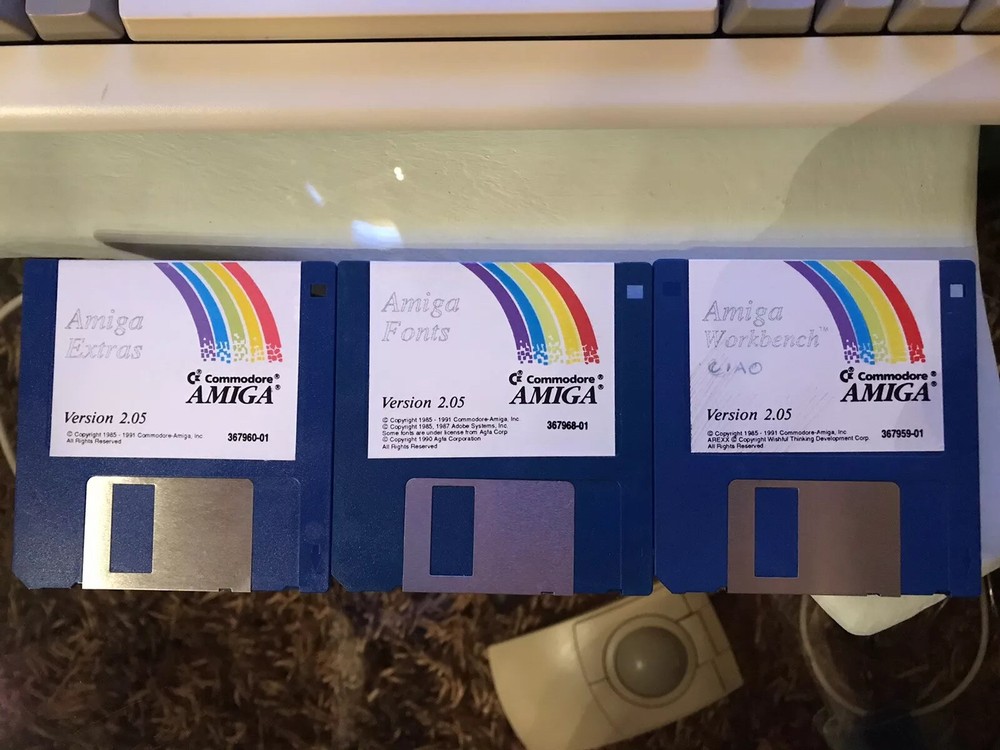 Amiga
Extras
C= Commodore®
AMIGA®
Version 2.05
© Copyright 1985 - 1991 Commodore-Amiga, Inc.
All Rights Reserved
367960-01
Amiga
Fonts
C= Commodore®
AMIGA®
Version 2.05
© Copyright 1985 - 1991 Commodore-Amiga, Inc
© Copyright 1985, 1987 Adobe Systems, Inc.
Some fonts are under license from Agfa Corp
© Copyright 1990 Agfa Corporation
All Rights Reserved
367968-01
Amiga
Workbench™
CIAO
C= Commodore®
AMIGA®
Version 2.05
© Copyright 1985 - 1991 Commodore-Amiga, Inc.
AREXX © Copyright Wishful Thinking Development Corp.
All Rights Reserved
367959-01